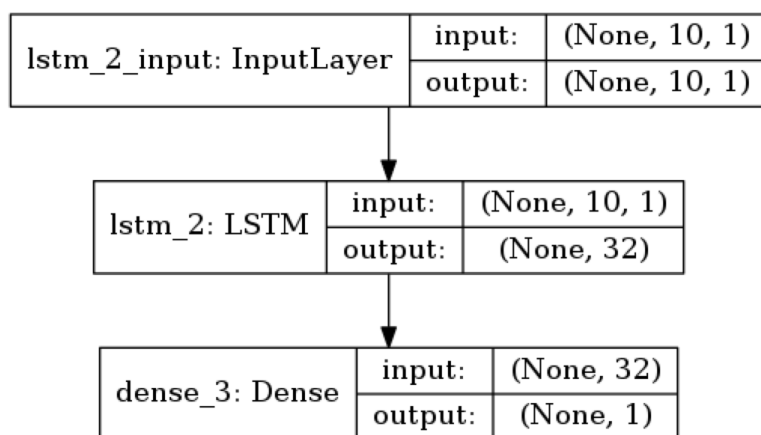 lstm_2_input: InputLayer
input: (None, 10, 1)
output: (None, 10, 1)
lstm_2: LSTM
input: (None, 10, 1)
output: (None, 32)
dense_3: Dense
input: (None, 32)
output: (None, 1)